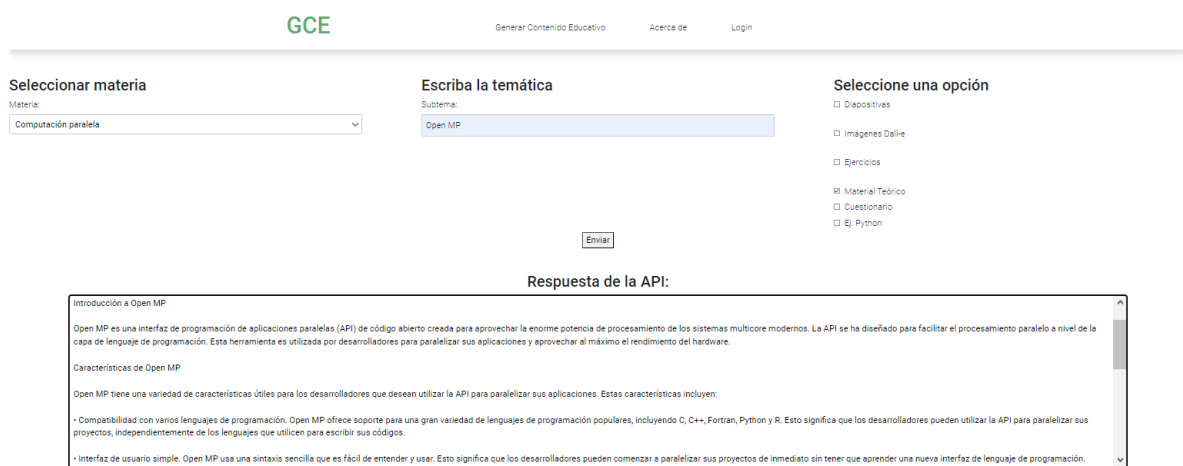 GCE
Generar Contenido Educativo
Acerca de
Login
Seleccionar materia
Materia:
Computación paralela
Escriba la temática
Subtema:
Open MP
Seleccione una opción
Diapositivas
Imágenes Dall-e
Ejercicios
Material Teórico
Cuestionario
Ej. Python
Enviar
Respuesta de la API:
Introducción a Open MP
Open MP es una interfaz de programación de aplicaciones paralelas (API) de código abierto creada para aprovechar la enorme potencia de procesamiento de los sistemas multicore modernos. La API se ha diseñado para facilitar el procesamiento paralelo a nivel de la
capa de lenguaje de programación. Esta herramienta es utilizada por desarrolladores para paralelizar sus aplicaciones y aprovechar al máximo el rendimiento del hardware.
Características de Open MP
Open MP tiene una variedad de características útiles para los desarrolladores que desean utilizar la API para paralelizar sus aplicaciones. Estas características incluyen:
• Compatibilidad con varios lenguajes de programación. Open MP ofrece soporte para una gran variedad de lenguajes de programación populares, incluyendo C, C++, Fortran, Python y R. Esto significa que los desarrolladores pueden utilizar la API para paralelizar sus
proyectos, independientemente de los lenguajes que utilicen para escribir sus códigos.
• Interfaz de usuario simple. Open MP usa una sintaxis sencilla que es fácil de entender y usar. Esto significa que los desarrolladores pueden comenzar a paralelizar sus proyectos de inmediato sin tener que aprender una nueva interfaz de lenguaje de programación.